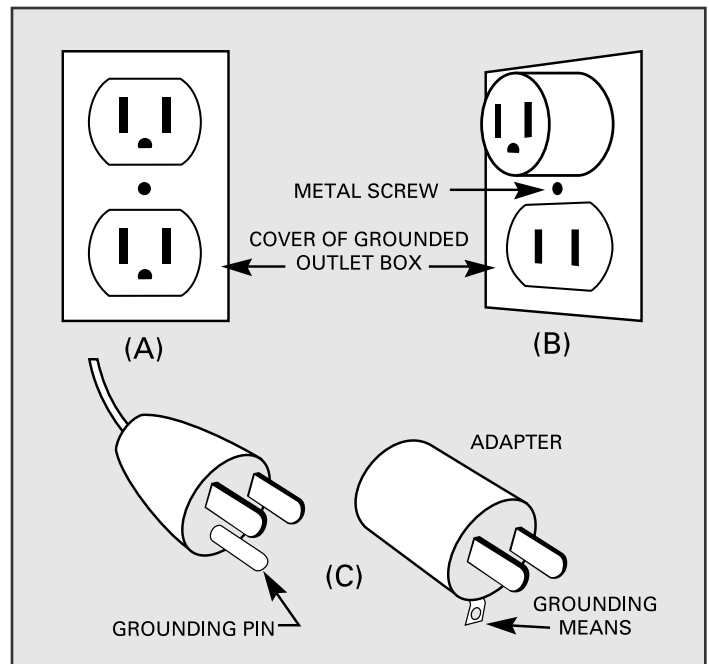 METAL SCREW
COVER OF GROUNDED
OUTLET BOX
(A)
(B)
ADAPTER
(C)
GROUNDING PIN
GROUNDING
MEANS